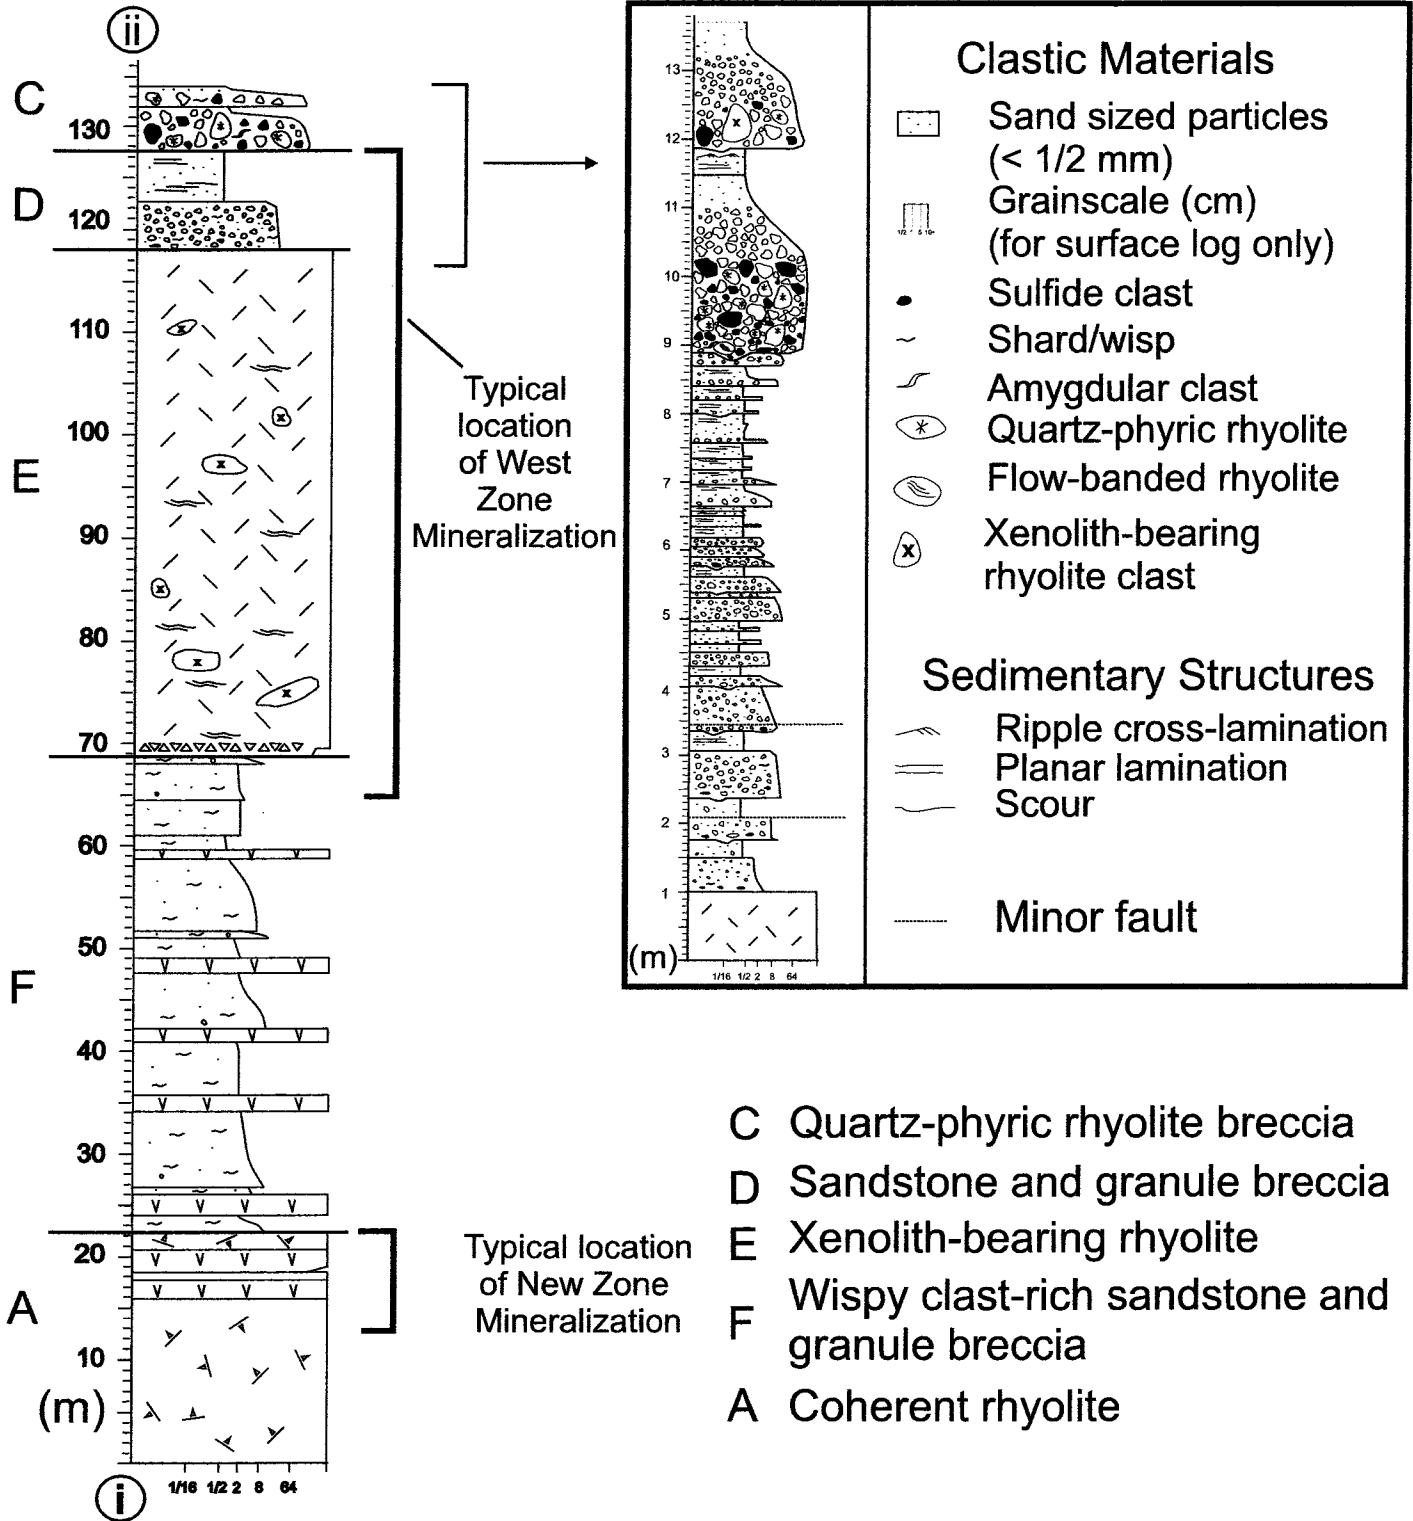 ii
C
130
D
120
110
E
100
90
80
70
60
50
F
40
30
20
A
10
(m)
1/16 1/2 2 8 64
i
Typical
location
of West
Zone
Mineralization
Typical location
of New Zone
Mineralization
13
12
11
10
9
8
7
6
5
4
3
2
1
(m)
1/16 1/2 2 8 64
Clastic Materials
Sand sized particles
(< 1/2 mm)
Grainscale (cm)
(for surface log only)
Sulfide clast
Shard/wisp
Amygdular clast
Quartz-phyric rhyolite
Flow-banded rhyolite
Xenolith-bearing
rhyolite clast
Sedimentary Structures
Ripple cross-lamination
Planar lamination
Scour
Minor fault
C Quartz-phyric rhyolite breccia
D Sandstone and granule breccia
E Xenolith-bearing rhyolite
F Wispy clast-rich sandstone and
granule breccia
A Coherent rhyolite